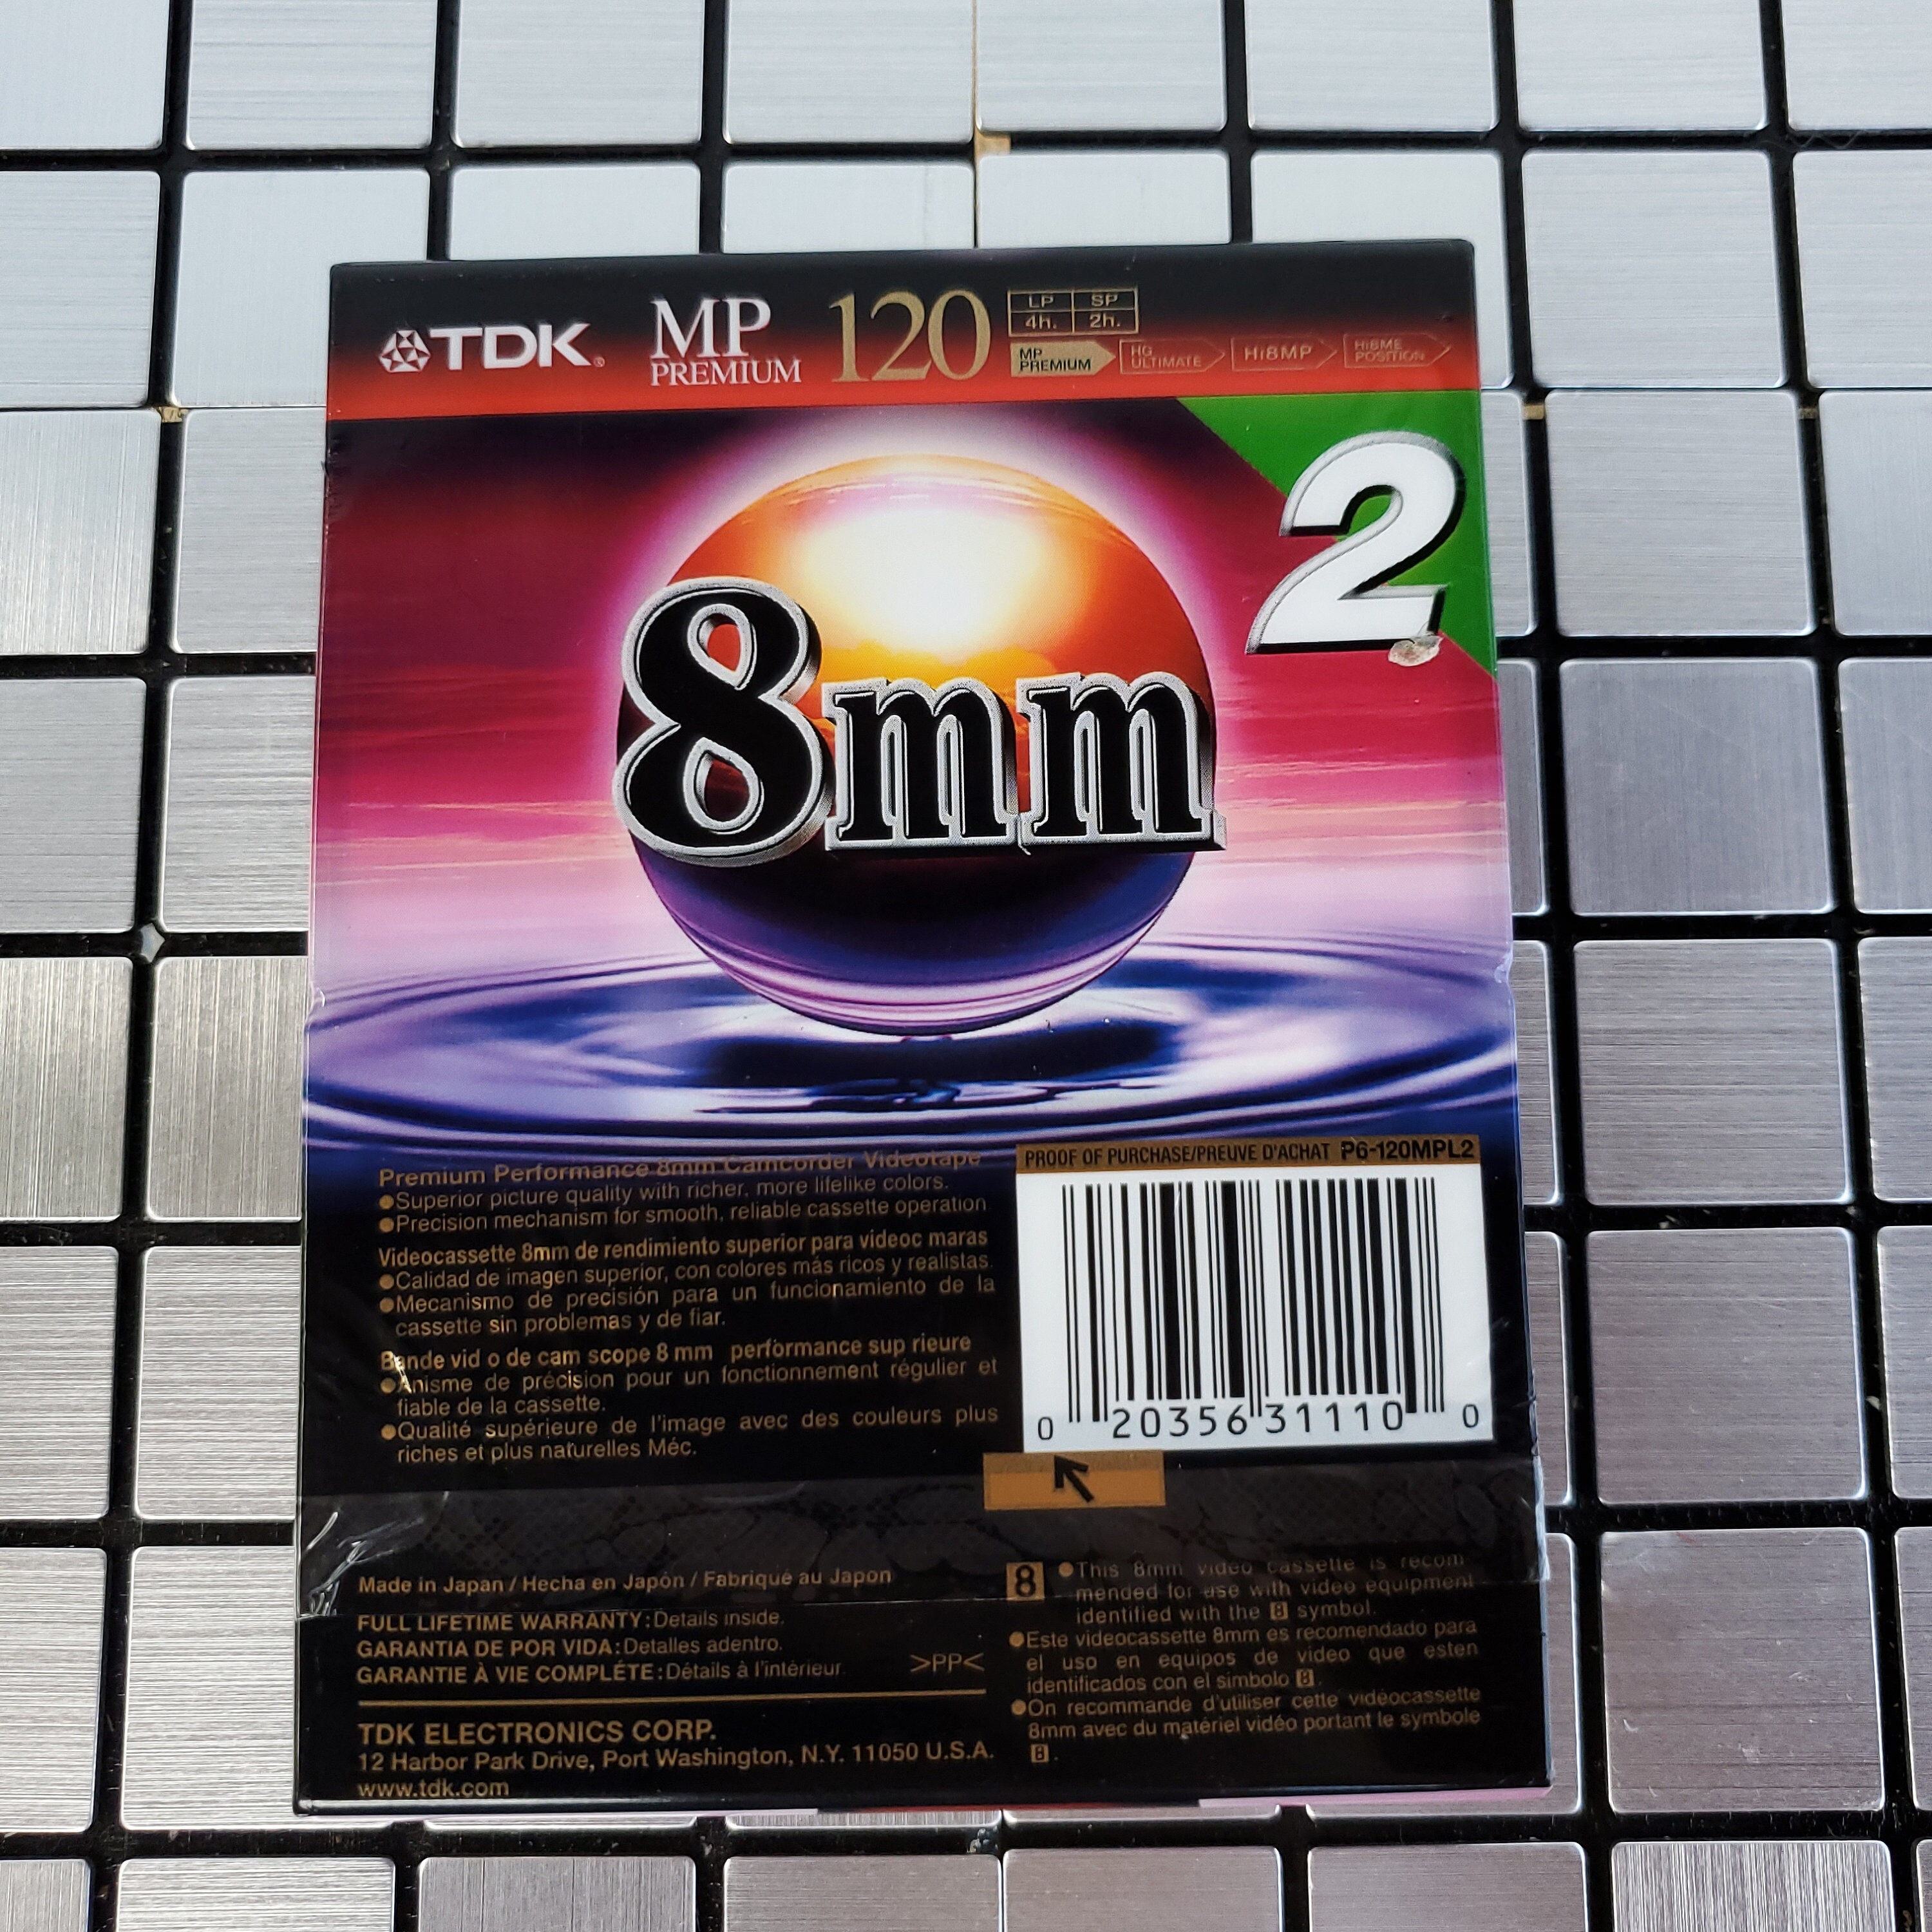 TDK
MP
PREMIUM
120
LP SP
4h. 2h.
MP PREMIUM
HG ULTIMATE
Hi8MP
Hi8ME POSITION
2
8mm
Premium Performance 8mm Camcorder Videotape
●Superior picture quality with richer, more lifelike colors.
●Precision mechanism for smooth, reliable cassette operation
Videocassette 8mm de rendimiento superior para videoc maras
●Calidad de imagen superior, con colores más ricos y realistas.
●Mecanismo de precisión para un funcionamiento de la
cassette sin problemas y de fiar.
Bande vid o de cam scope 8 mm performance sup rieure
●Anisme de précision pour un fonctionnement régulier et
fiable de la cassette.
●Qualité supérieure de l'image avec des couleurs plus
riches et plus naturelles Méc.
PROOF OF PURCHASE/PREUVE D'ACHAT P6-120MPL2
0 20356 31110 0
Made in Japan / Hecha en Japòn / Fabriqué au Japon
FULL LIFETIME WARRANTY: Details inside.
GARANTIA DE POR VIDA: Detalles adentro.
GARANTIE À VIE COMPLÉTE: Détails à l'intérieur.
>PP<
TDK ELECTRONICS CORP.
12 Harbor Park Drive, Port Washington, N.Y. 11050 U.S.A.
www.tdk.com
8 ●This 8mm video cassette is recom-
mended for use with video equipment
identified with the 8 symbol.
●Este videocassette 8mm es recomendado para
el uso en equipos de video que esten
identificados con el simbolo 8.
●On recommande d'utiliser cette vidéocassette
8mm avec du matériel vidéo portant le symbole
8.